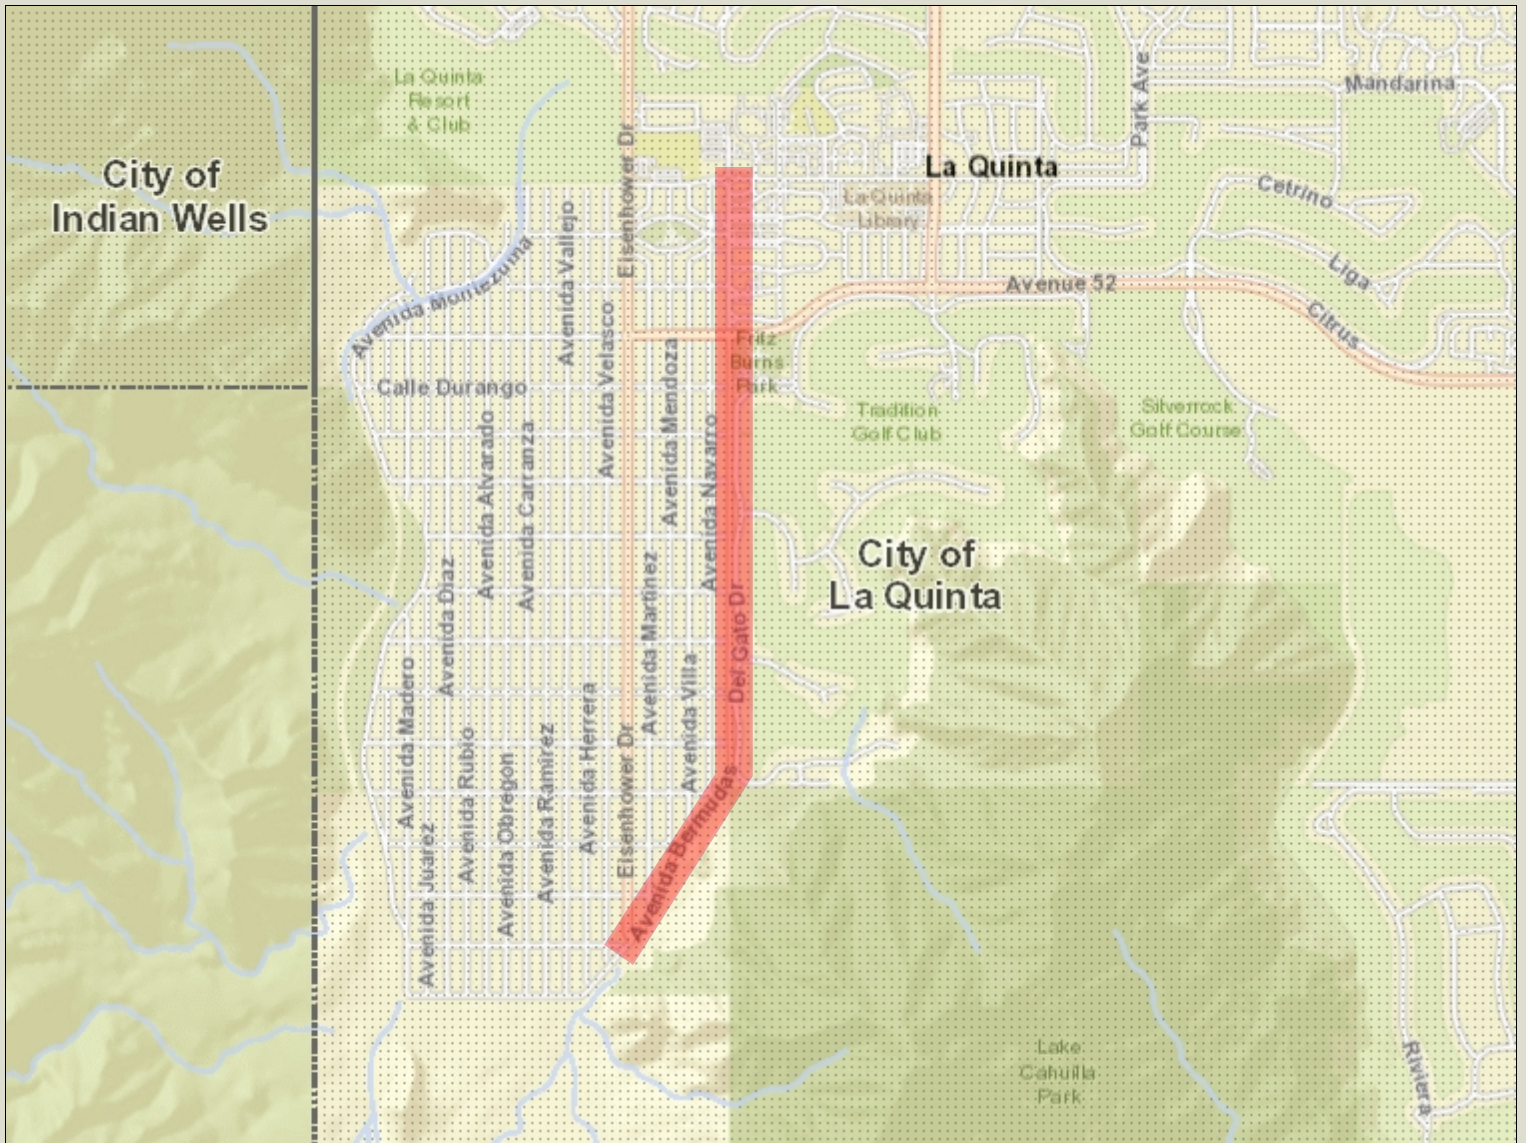 La Quinta
Resort
& Club
City of
Indian Wells
Eisenhower Dr
Park Ave
Mandarina
La Quinta
La Quinta
Library
Cetrino
Liga
Citrus
Avenue 52
Avenida Montezuma
Avenida Vallejo
Avenida Velasco
Avenida Mendoza
Fritz
Burns
Park
Calle Durango
Avenida Alvarado
Avenida Carranza
Avenida Navarro
Tradition
Golf Club
Silverrock
Golf Course
City of
La Quinta
Avenida Diaz
Avenida Martinez
Del Gato Dr
Avenida Madero
Avenida Rubio
Avenida Obregon
Avenida Ramirez
Avenida Herrera
Eisenhower Dr
Avenida Villa
Avenida Bermudas
Avenida Juarez
Lake
Cahuilla
Park
Riviera